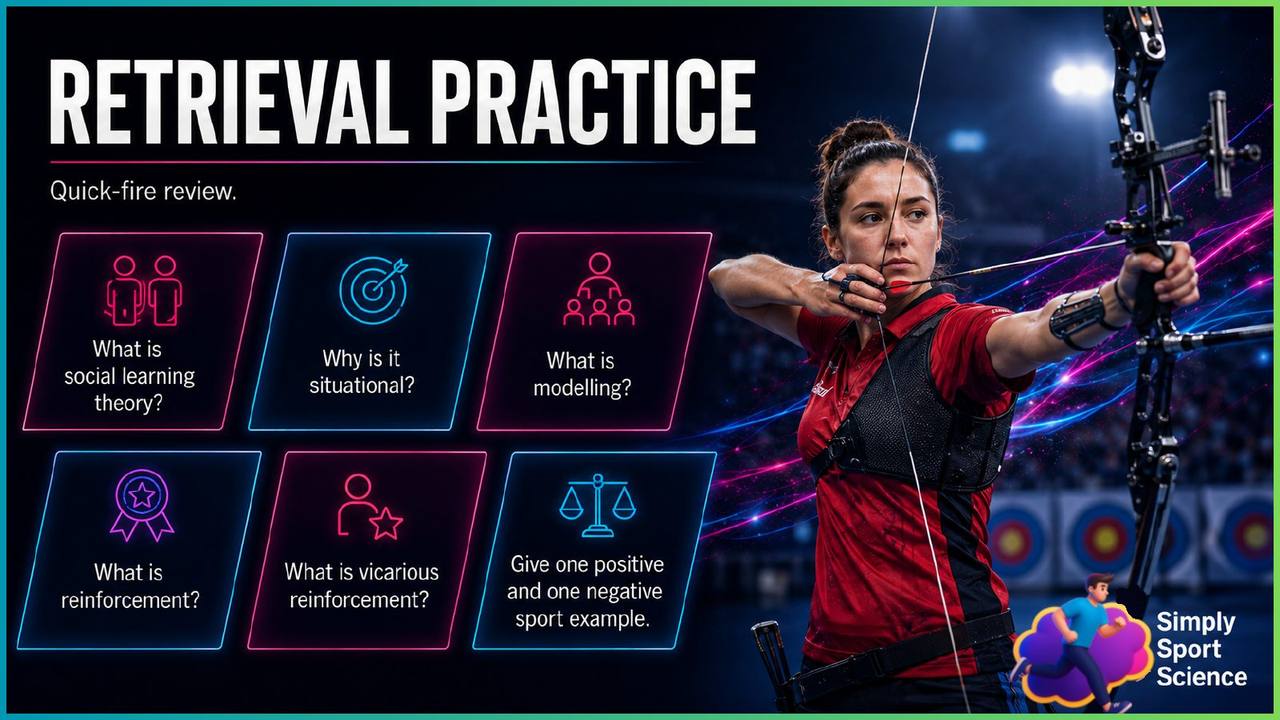 RETRIEVAL PRACTICE
Quick-fire review.
What is
social learning
theory?
Why is it
situational?
What is
modelling?
What is
reinforcement?
What is vicarious
reinforcement?
Give one positive
and one negative
sport example.
Simply
Sport
Science